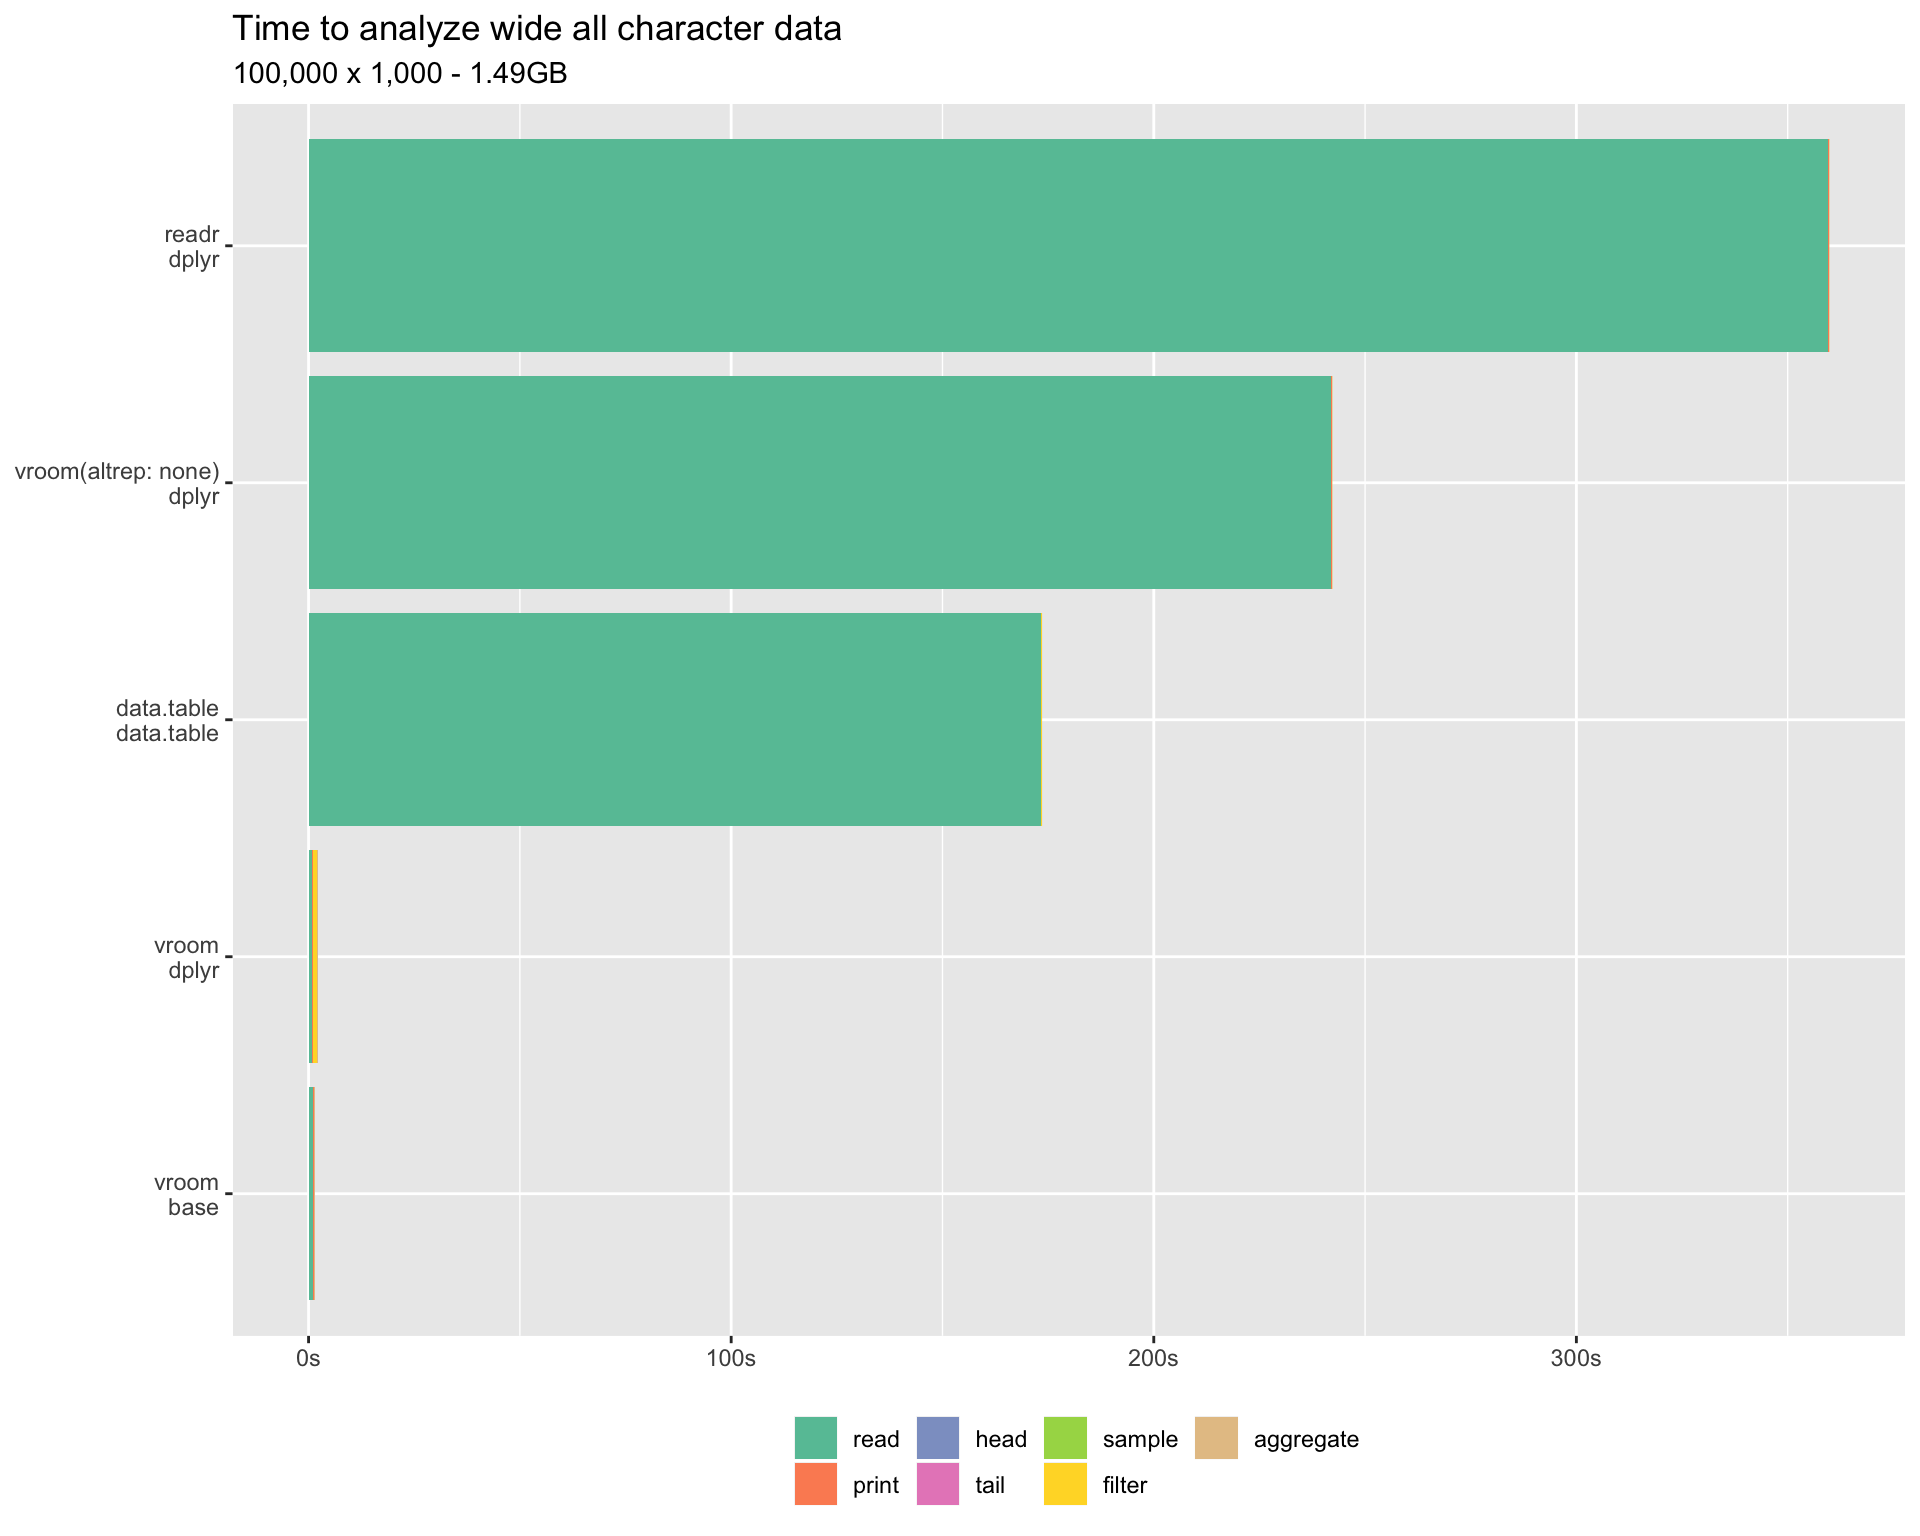 Time to analyze wide all character data
100,000 x 1,000 - 1.49GB
readr
dplyr
vroom(altrep: none)
dplyr
data.table
data.table
vroom
dplyr
vroom
base
0s 100s 200s 300s
read head sample aggregate
print tail filter